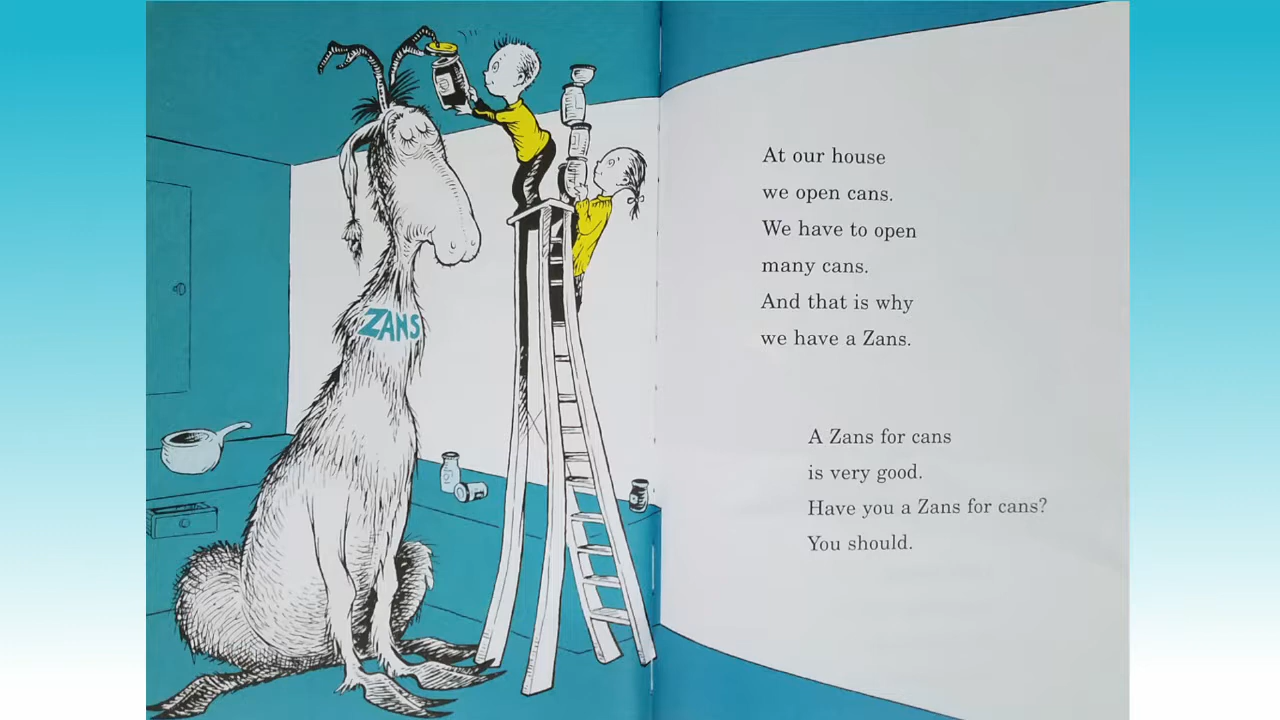 ZANS
At our house
we open cans.
We have to open
many cans.
And that is why
we have a Zans.
A Zans for cans
is very good.
Have you a Zans for cans?
You should.